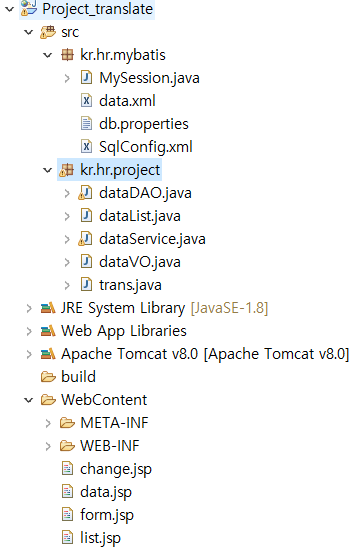 Project_translate
src
kr.hr.mybatis
MySession.java
data.xml
db.properties
SqlConfig.xml
kr.hr.project
dataDAO.java
dataList.java
dataService.java
dataVO.java
trans.java
JRE System Library [JavaSE-1.8]
Web App Libraries
Apache Tomcat v8.0 [Apache Tomcat v8.0]
build
WebContent
META-INF
WEB-INF
change.jsp
data.jsp
form.jsp
list.jsp